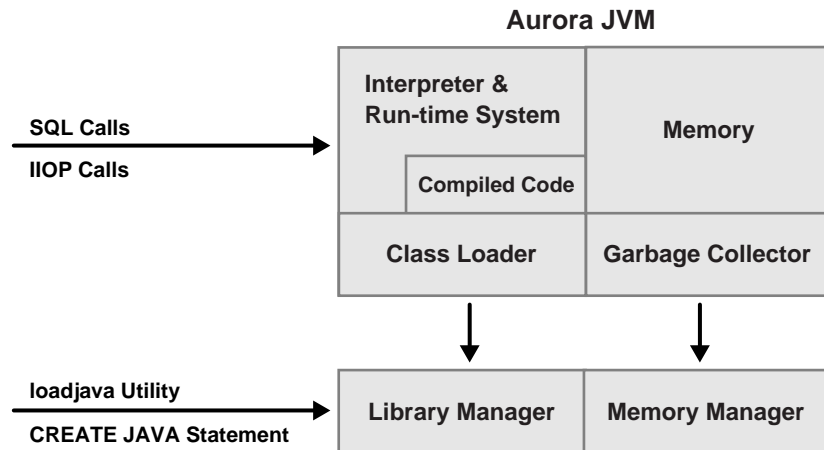 Aurora JVM
Interpreter &
Run-time System
Memory
SQL Calls
IIOP Calls
Compiled Code
Class Loader
Garbage Collector
loadjava Utility
CREATE JAVA Statement
Library Manager
Memory Manager